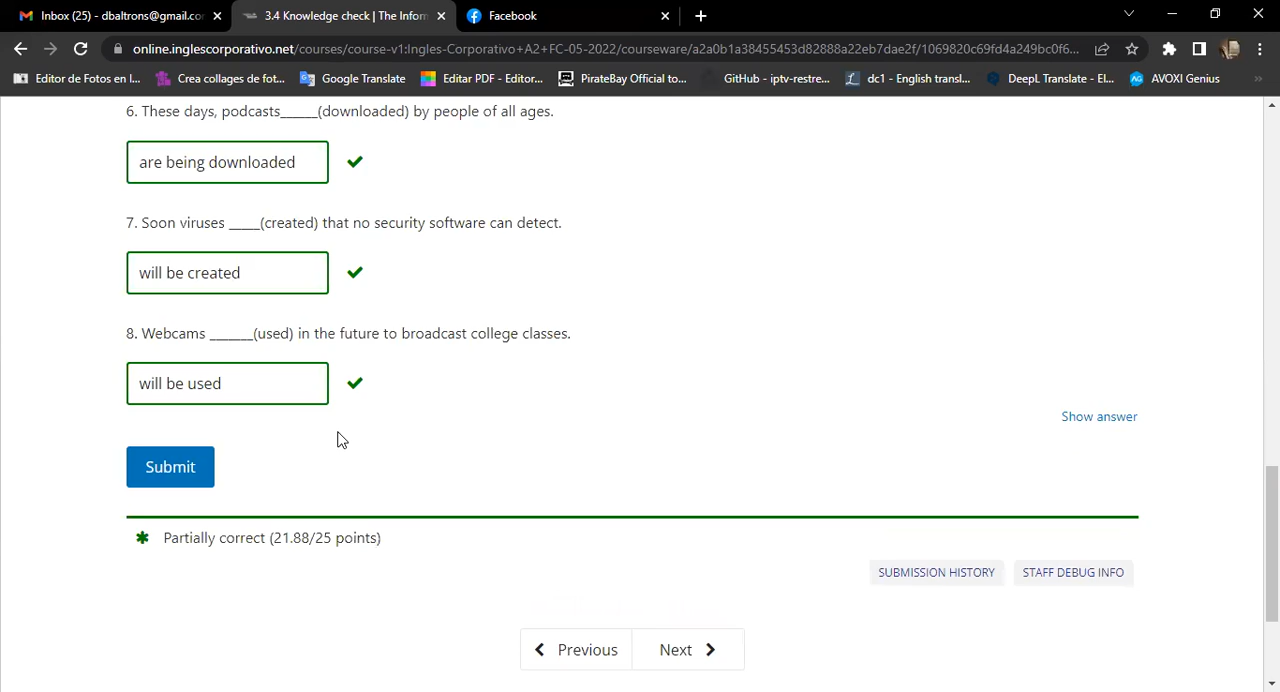 Inbox (25) - dbaltrons@gmail.co
3.4 Knowledge check | The Inforr
Facebook
online.inglescorporativo.net/courses/course-v1:Ingles-Corporativo+A2+FC-05-2022/courseware/a2a0b1a38455453d82888a22eb7dae2f/1069820c69fd4a249bc0f6...
Editor de Fotos en l...
Crea collages de fot...
Google Translate
Editar PDF - Editor...
PirateBay Official to...
GitHub - iptv-restre...
dc1 - English transl...
DeepL Translate - El...
AVOXI Genius
»
6. These days, podcasts______(downloaded) by people of all ages.
are being downloaded
7. Soon viruses _____(created) that no security software can detect.
will be created
8. Webcams _______(used) in the future to broadcast college classes.
will be used
Show answer
Submit
Partially correct (21.88/25 points)
SUBMISSION HISTORY
STAFF DEBUG INFO
Previous
Next